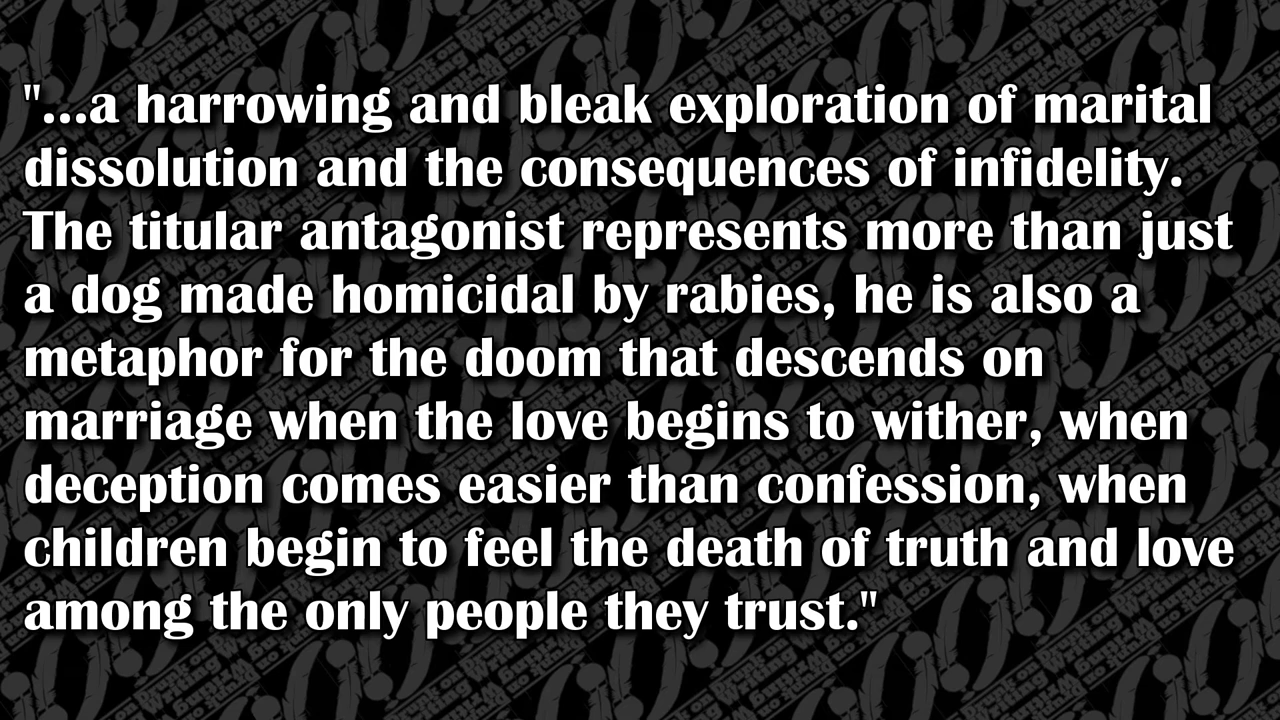 "...a harrowing and bleak exploration of marital
dissolution and the consequences of infidelity.
The titular antagonist represents more than just
a dog made homicidal by rabies, he is also a
metaphor for the doom that descends on
marriage when the love begins to wither, when
deception comes easier than confession, when
children begin to feel the death of truth and love
among the only people they trust."